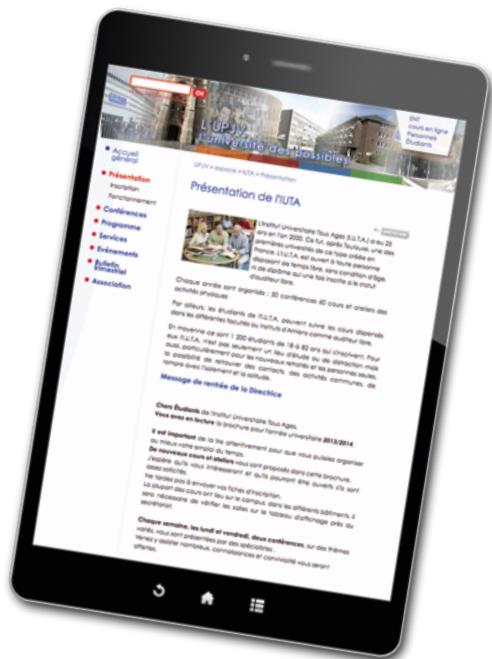 OK
ENT
cours en ligne
Personnels
Étudiants
L'UPJV
l'université des possibles
Accueil
général
Présentation
Inscription
Fonctionnement
Conférences
Programme
Services
Evénements
Bulletin
trimestriel
Association
UPJV espace IUTA Présentation
Présentation de l'IUTA
L'Institut Universitaire Tous Ages (I.U.T.A.) a eu 25
ans en l'an 2000. Ce fut, après Toulouse, une des
premières universités de ce type créée en
France. L'I.U.T.A. est ouvert à toute personne
disposant de temps libre, sans condition d'âge,
ni de diplôme qui une fois inscrite a le statut
d'auditeur libre.
Chaque année sont organisés : 50 conférences 60 cours et ateliers des
activités physiques
Par ailleurs, les étudiants de l'I.U.T.A. peuvent suivre les cours dispensés
dans les différentes facultés ou instituts d'Amiens comme auditeur libre.
En moyenne ce sont 1 200 étudiants de 18 à 82 ans qui s'inscrivent. Pour
eux l'I.U.T.A. n'est pas seulement un lieu d'étude ou de distraction mais
aussi, particulièrement pour les nouveaux retraités et les personnes seules,
la possibilité de retrouver des contacts, des activités communes, de
rompre avec l'isolement et la solitude.
Message de rentrée de la Directrice
Chers Étudiants de l'Institut Universitaire Tous Ages,
Vous avez en lecture la brochure pour l'année universitaire 2013/2014.
Il est important de la lire attentivement pour que vous puissiez organiser
au mieux votre emploi du temps.
De nouveaux cours et ateliers vous sont proposés dans cette brochure.
J'espère qu'ils vous intéresseront et qu'ils pourront être ouverts s'ils sont
assez sollicités.
Ne tardez pas à envoyer vos fiches d'inscription.
La plupart des cours ont lieu sur le campus, dans les différents bâtiments. Il
sera nécessaire de vérifier les salles sur le tableau d'affichage près du
secrétariat.
Chaque semaine, les lundi et vendredi, deux conférences, sur des thèmes
variés, vous sont présentées par des spécialistes.
Venez y assister nombreux, connaissances et convivialité vous seront
offertes.